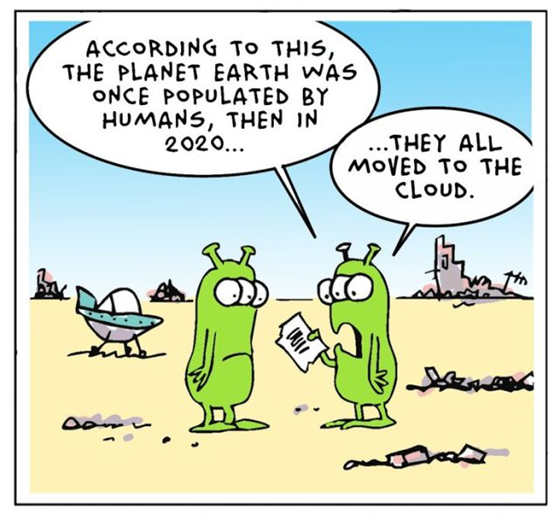 ACCORDING TO THIS,
THE PLANET EARTH WAS
ONCE POPULATED BY
HUMANS, THEN IN
2020...
...THEY ALL
MOVED TO THE
CLOUD.